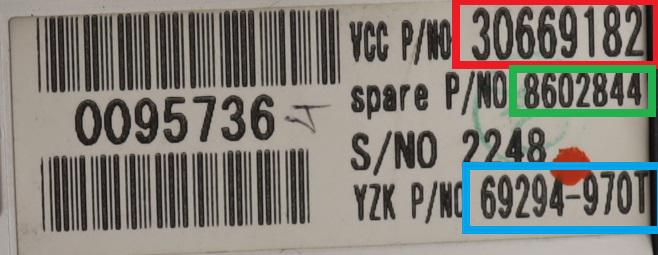 VCC P/NO 30669182
0095736
spare P/NO 8602844
S/NO 2248
YZK P/NO 69294-970T